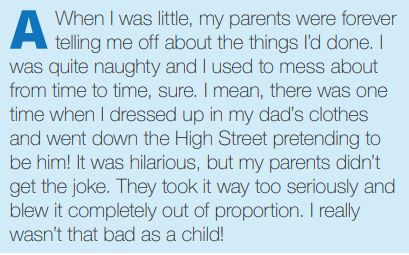 A When I was little, my parents were forever
telling me off about the things I'd done. I
was quite naughty and I used to mess about
from time to time, sure. I mean, there was one
time when I dressed up in my dad's clothes
and went down the High Street pretending to
be him! It was hilarious, but my parents didn't
get the joke. They took it way too seriously and
blew it completely out of proportion. I really
wasn't that bad as a child!